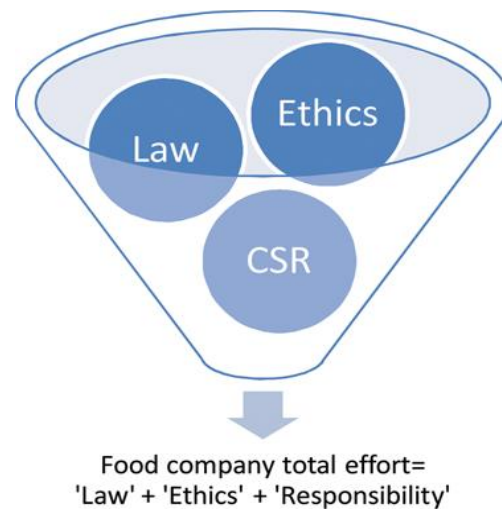 Ethics
Law
CSR
Food company total effort=
'Law' + 'Ethics' + 'Responsibility'